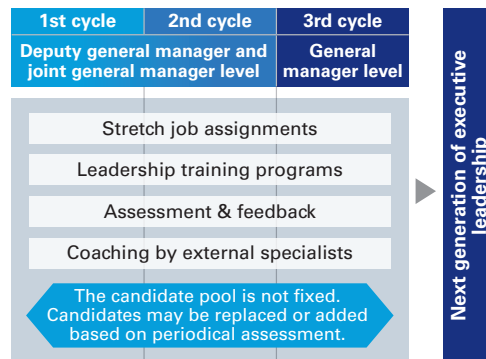 1st cycle 2nd cycle 3rd cycle
Deputy general manager and
joint general manager level
General
manager level
Stretch job assignments
Leadership training programs
Assessment & feedback
Coaching by external specialists
The candidate pool is not fixed.
Candidates may be replaced or added
based on periodical assessment.
Next generation of executive
leadership